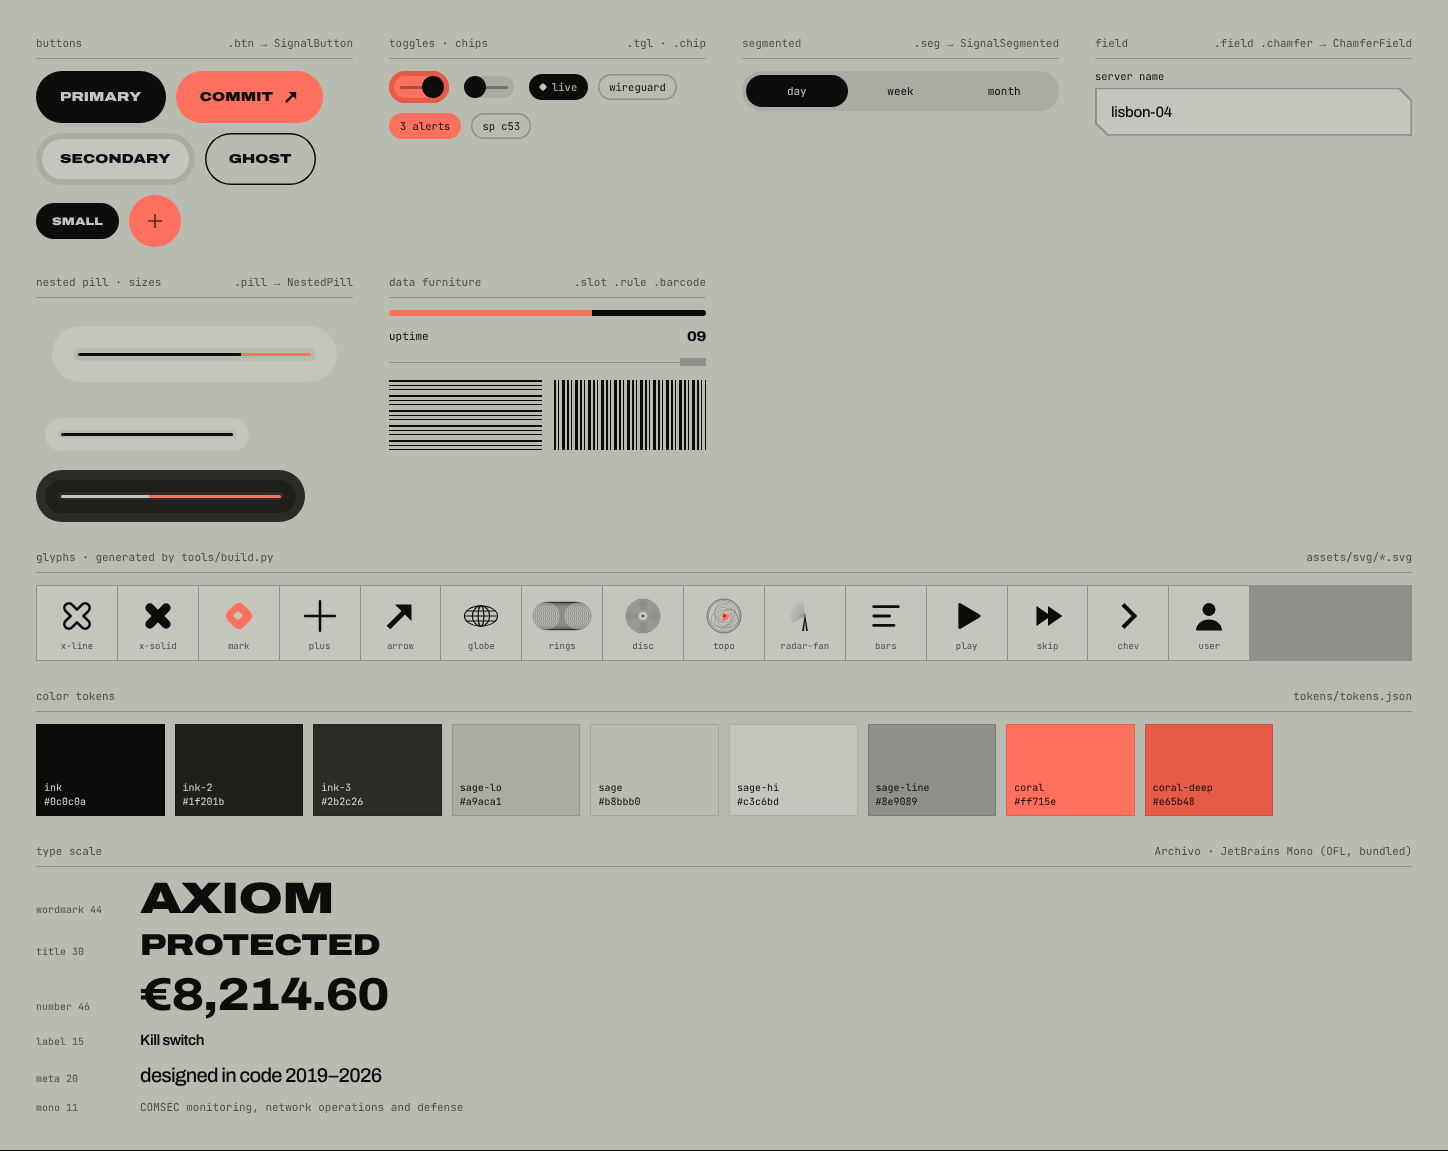 buttons .btn → SignalButton
PRIMARY
COMMIT ↗
SECONDARY
GHOST
SMALL
+
toggles · chips .tgl · .chip
live
wireguard
3 alerts
sp c53
segmented .seg → SignalSegmented
day week month
field .field .chamfer → ChamferField
server name
lisbon-04
nested pill · sizes .pill → NestedPill
data furniture .slot .rule .barcode
uptime 09
glyphs · generated by tools/build.py assets/svg/*.svg
x-line x-solid mark plus arrow globe rings disc topo radar-fan bars play skip chev user
color tokens tokens/tokens.json
ink
#0c0c0a
ink-2
#1f201b
ink-3
#2b2c26
sage-lo
#a9aca1
sage
#b8bbb0
sage-hi
#c3c6bd
sage-line
#8e9089
coral
#ff715e
coral-deep
#e65b48
type scale Archivo · JetBrains Mono (OFL, bundled)
wordmark 44 AXIOM
title 30 PROTECTED
number 46 €8,214.60
label 15 Kill switch
meta 20 designed in code 2019–2026
mono 11 COMSEC monitoring, network operations and defense